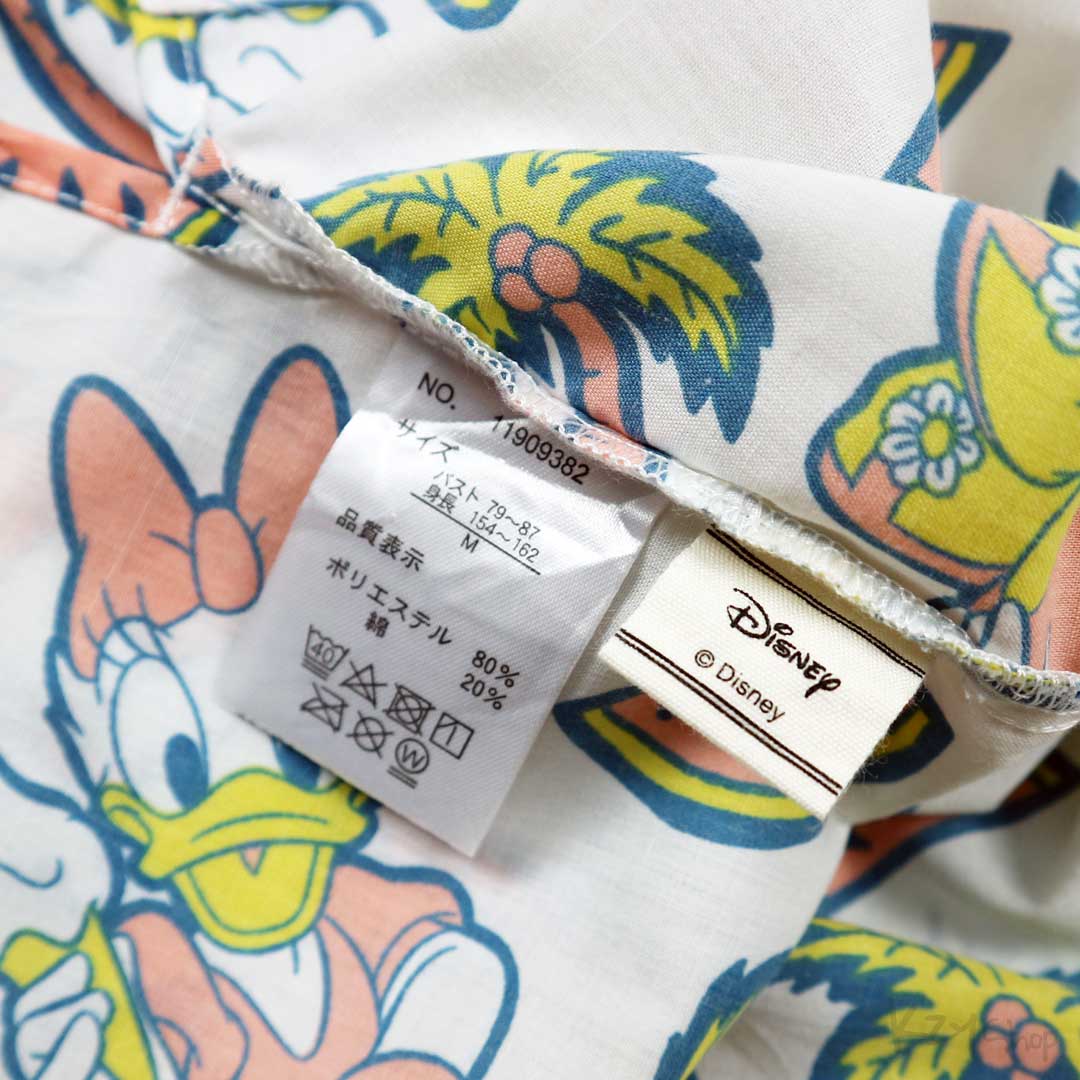 NO. 11909382
サイズ
バスト 79～87
身長 154～162
M
品質表示
ポリエステル 80%
綿 20%
40
W
Disney
© Disney